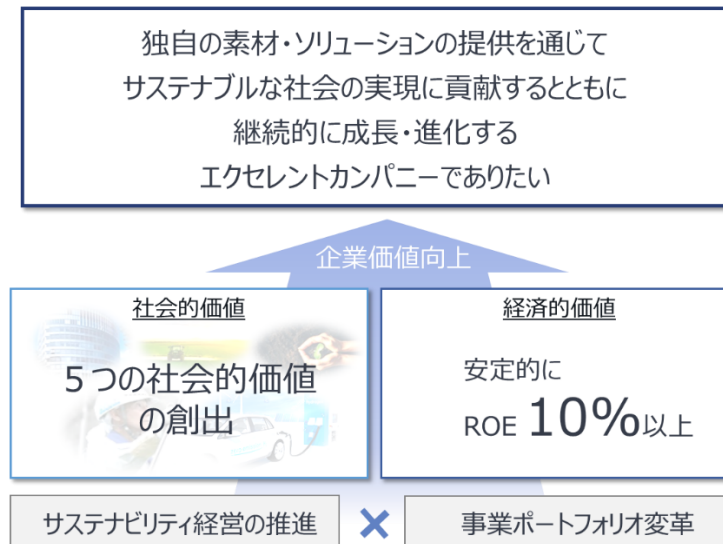 独自の素材・ソリューションの提供を通じて
サステナブルな社会の実現に貢献するとともに
継続的に成長・進化する
エクセレントカンパニーでありたい
企業価値向上
社会的価値
5つの社会的価値
の創出
経済的価値
安定的に
ROE 10%以上
サステナビリティ経営の推進
×
事業ポートフォリオ変革